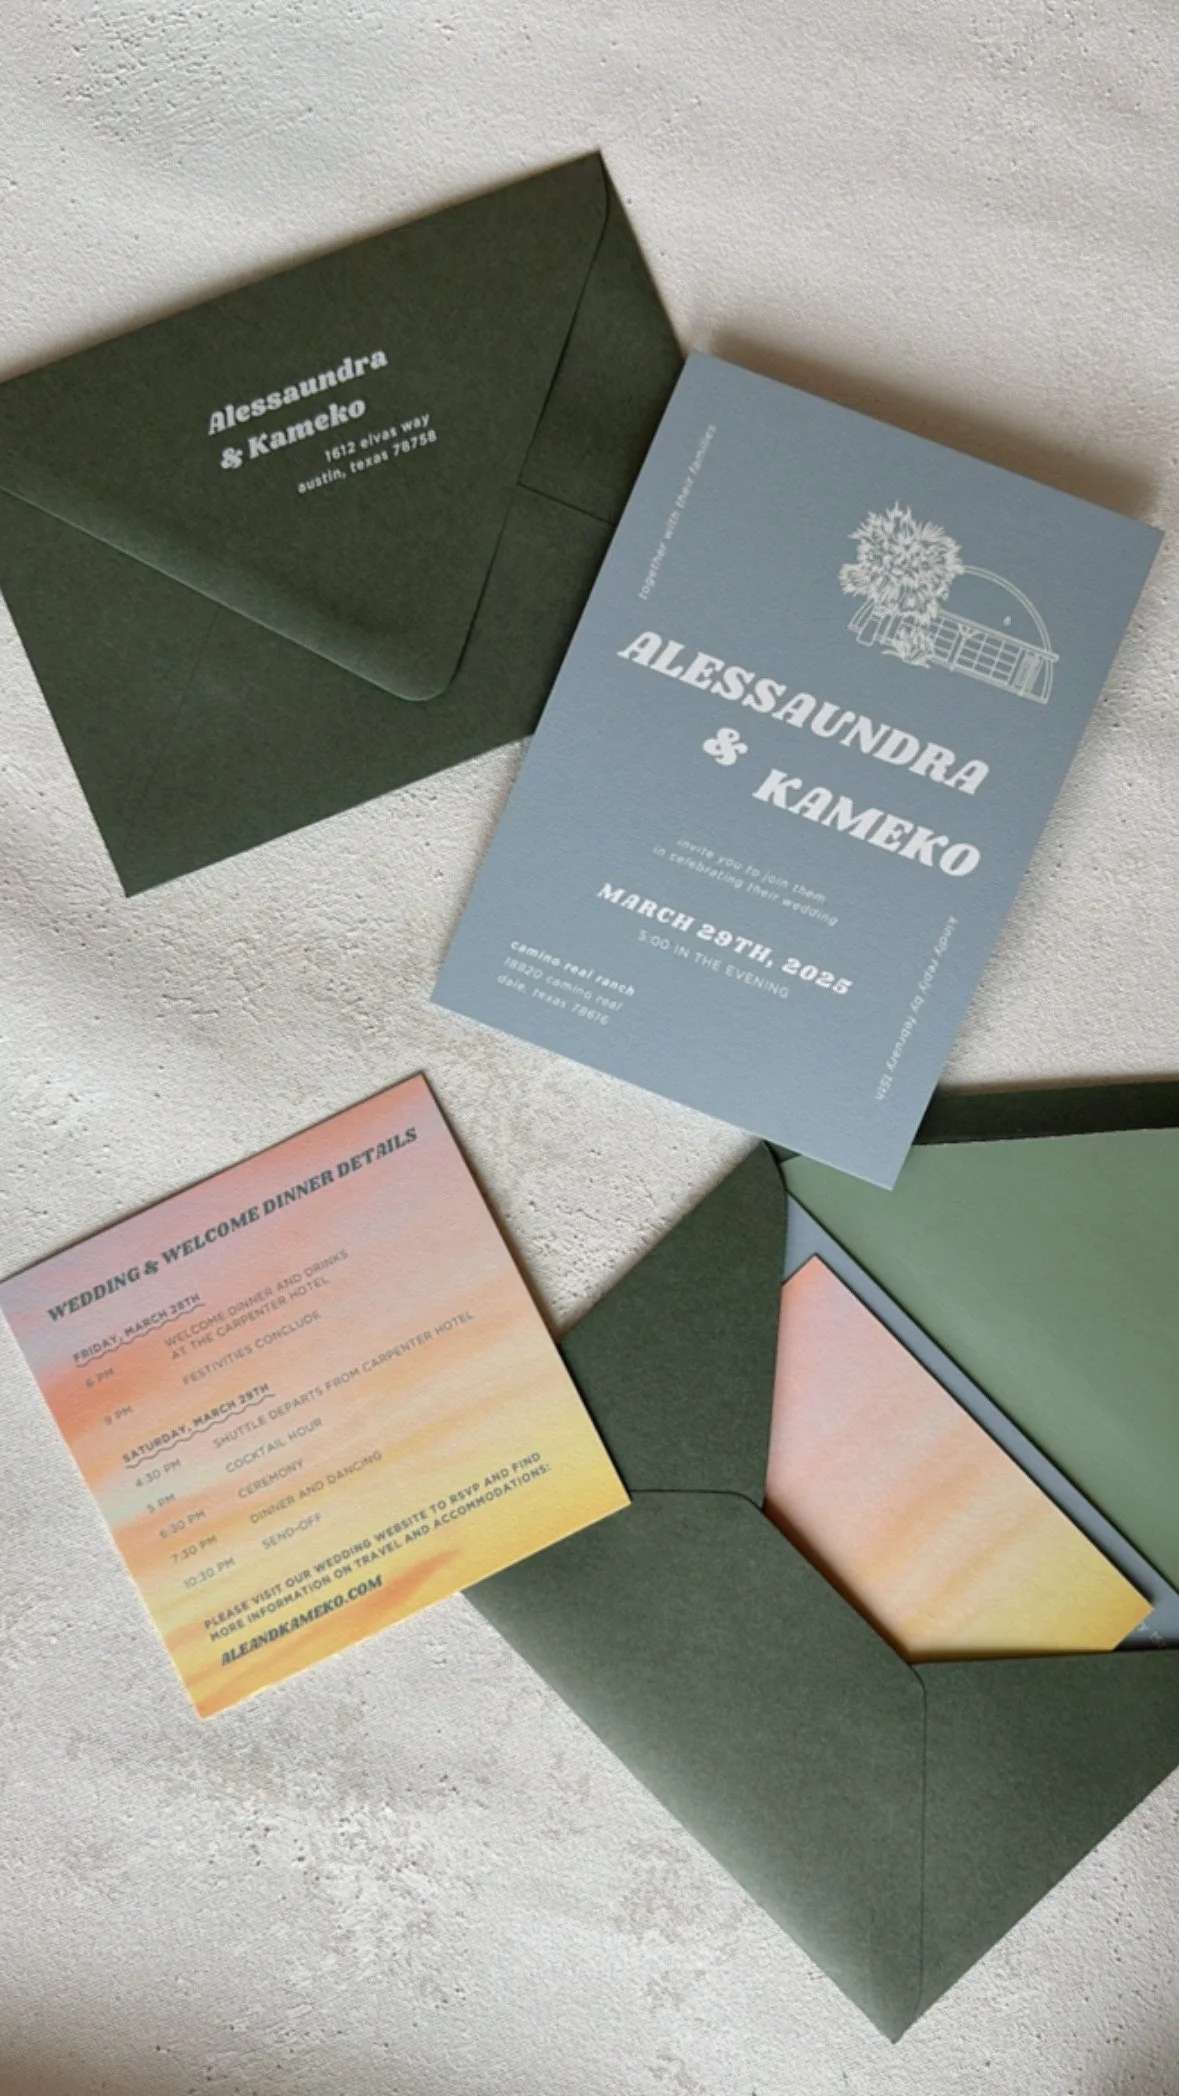 Alessaundra
& Kameko
1612 elvas way
austin, texas 78758
together with their families
ALESSAUNDRA
&
KAMEKO
invite you to join them
in celebrating their wedding
MARCH 29TH, 2025
5:00 IN THE EVENING
camino real ranch
18820 camino real
dale, texas 78616
kindly reply by february 15th
WEDDING & WELCOME DINNER DETAILS
FRIDAY, MARCH 28TH
6 PM WELCOME DINNER AND DRINKS
AT THE CARPENTER HOTEL
9 PM FESTIVITIES CONCLUDE
SATURDAY, MARCH 29TH
4:30 PM SHUTTLE DEPARTS FROM CARPENTER HOTEL
5 PM COCKTAIL HOUR
6:30 PM CEREMONY
7:30 PM DINNER AND DANCING
10:30 PM SEND-OFF
PLEASE VISIT OUR WEDDING WEBSITE TO RSVP AND FIND
MORE INFORMATION ON TRAVEL AND ACCOMMODATIONS:
ALEANDKAMEKO.COM